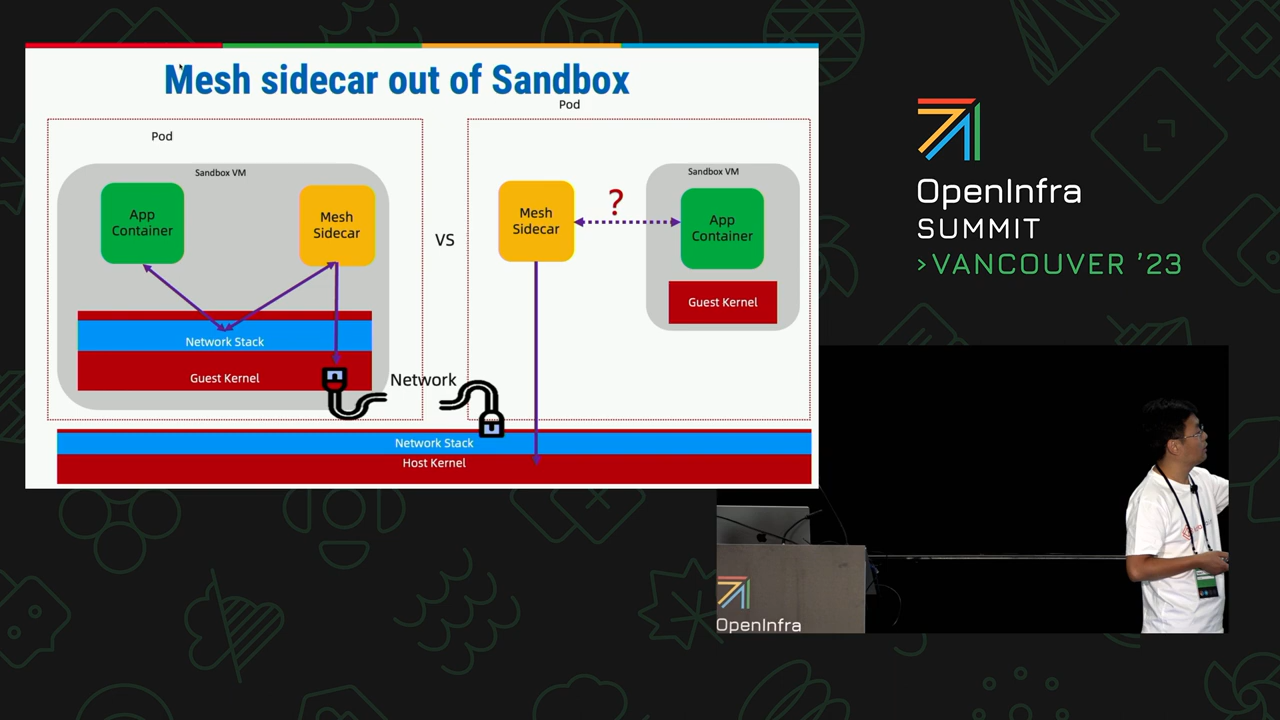 Mesh sidecar out of Sandbox
Pod
Pod
Sandbox VM
App
Container
Mesh
Sidecar
Network Stack
Guest Kernel
VS
Mesh
Sidecar
?
Sandbox VM
App
Container
Guest Kernel
Network
Network Stack
Host Kernel
OpenInfra
SUMMIT
>VANCOUVER '23
OpenInfra